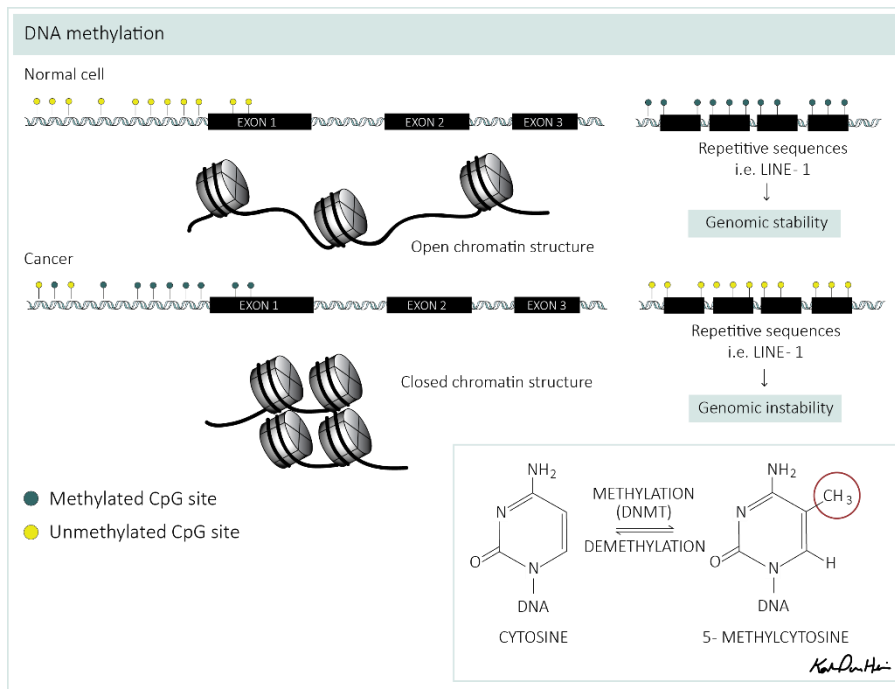 DNA methylation
Normal cell
EXON 1 EXON 2 EXON 3
Repetitive sequences
i.e. LINE- 1
↓
Genomic stability
Open chromatin structure
Cancer
EXON 1 EXON 2 EXON 3
Repetitive sequences
i.e. LINE- 1
↓
Genomic instability
Closed chromatin structure
Methylated CpG site
Unmethylated CpG site
NH2
N
O
N
DNA
CYTOSINE
METHYLATION
(DNMT)
DEMETHYLATION
NH2
CH3
N
O
N
H
DNA
5- METHYLCYTOSINE